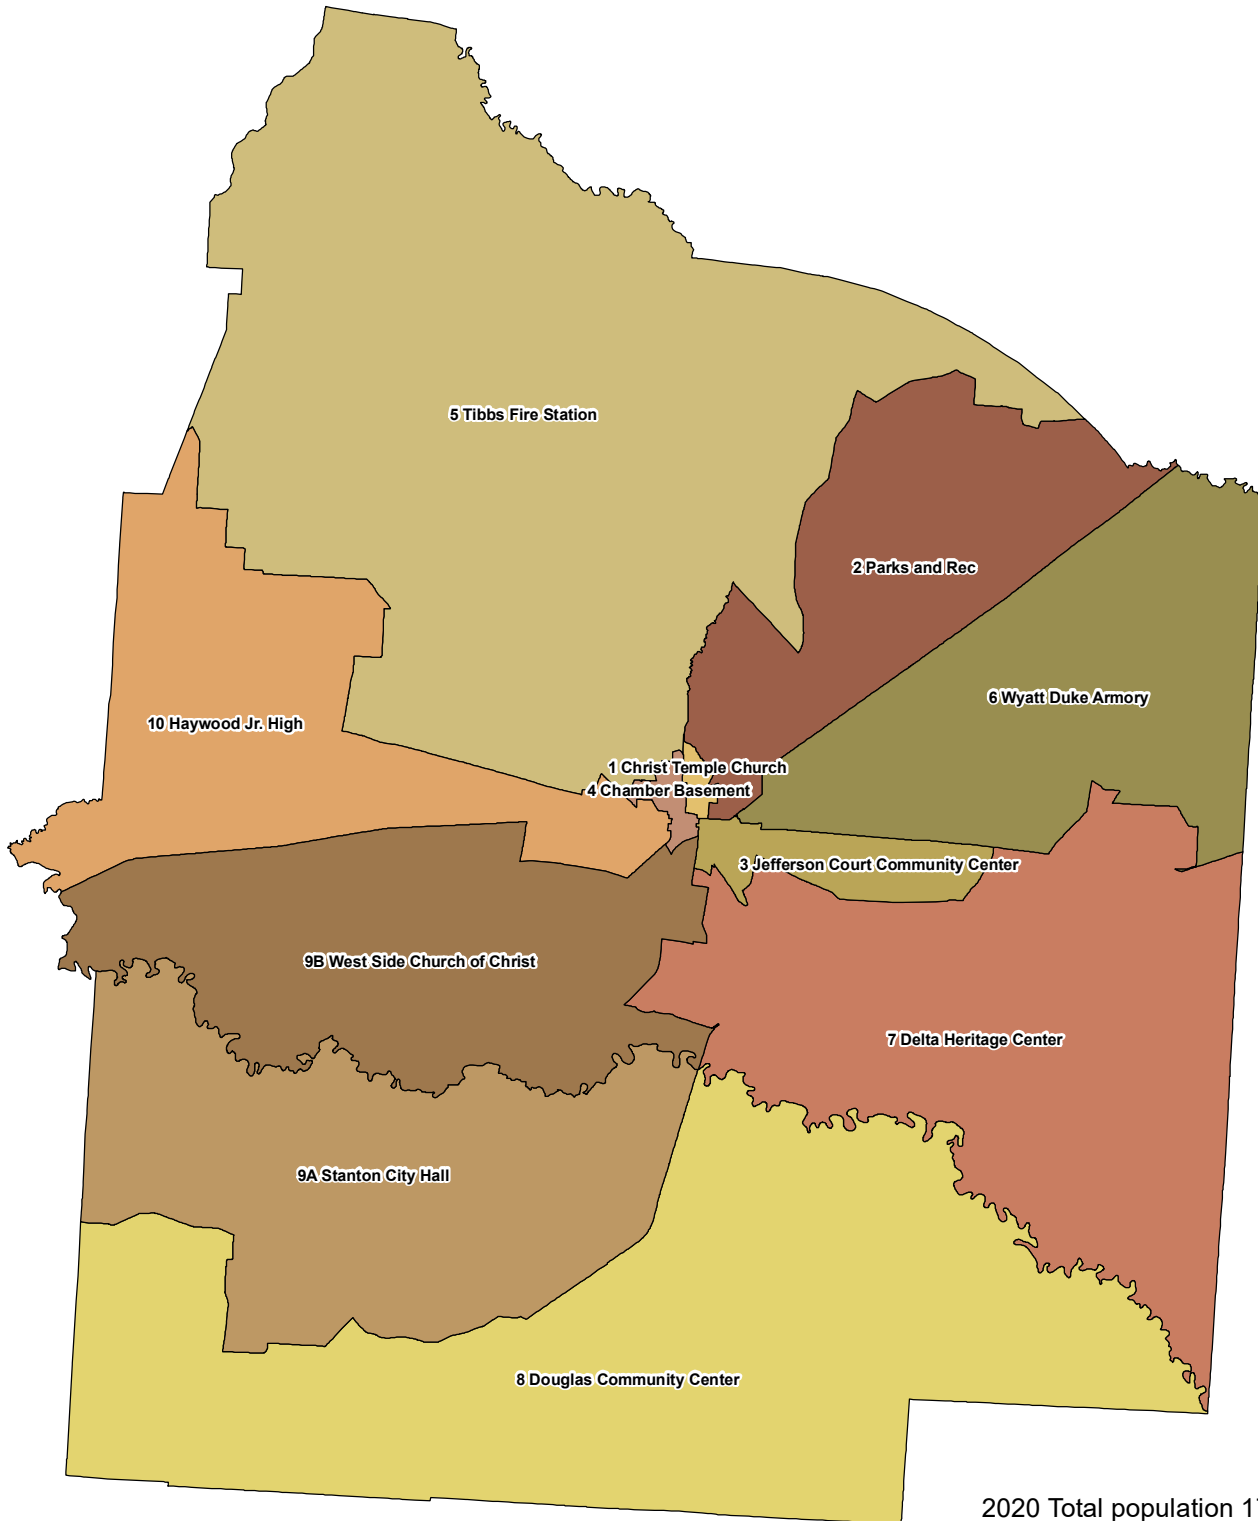 5 Tibbs Fire Station
2 Parks and Rec
6 Wyatt Duke Armory
10 Haywood Jr. High
1 Christ Temple Church
4 Chamber Basement
3 Jefferson Court Community Center
9B West Side Church of Christ
7 Delta Heritage Center
9A Stanton City Hall
8 Douglas Community Center
2020 Total population